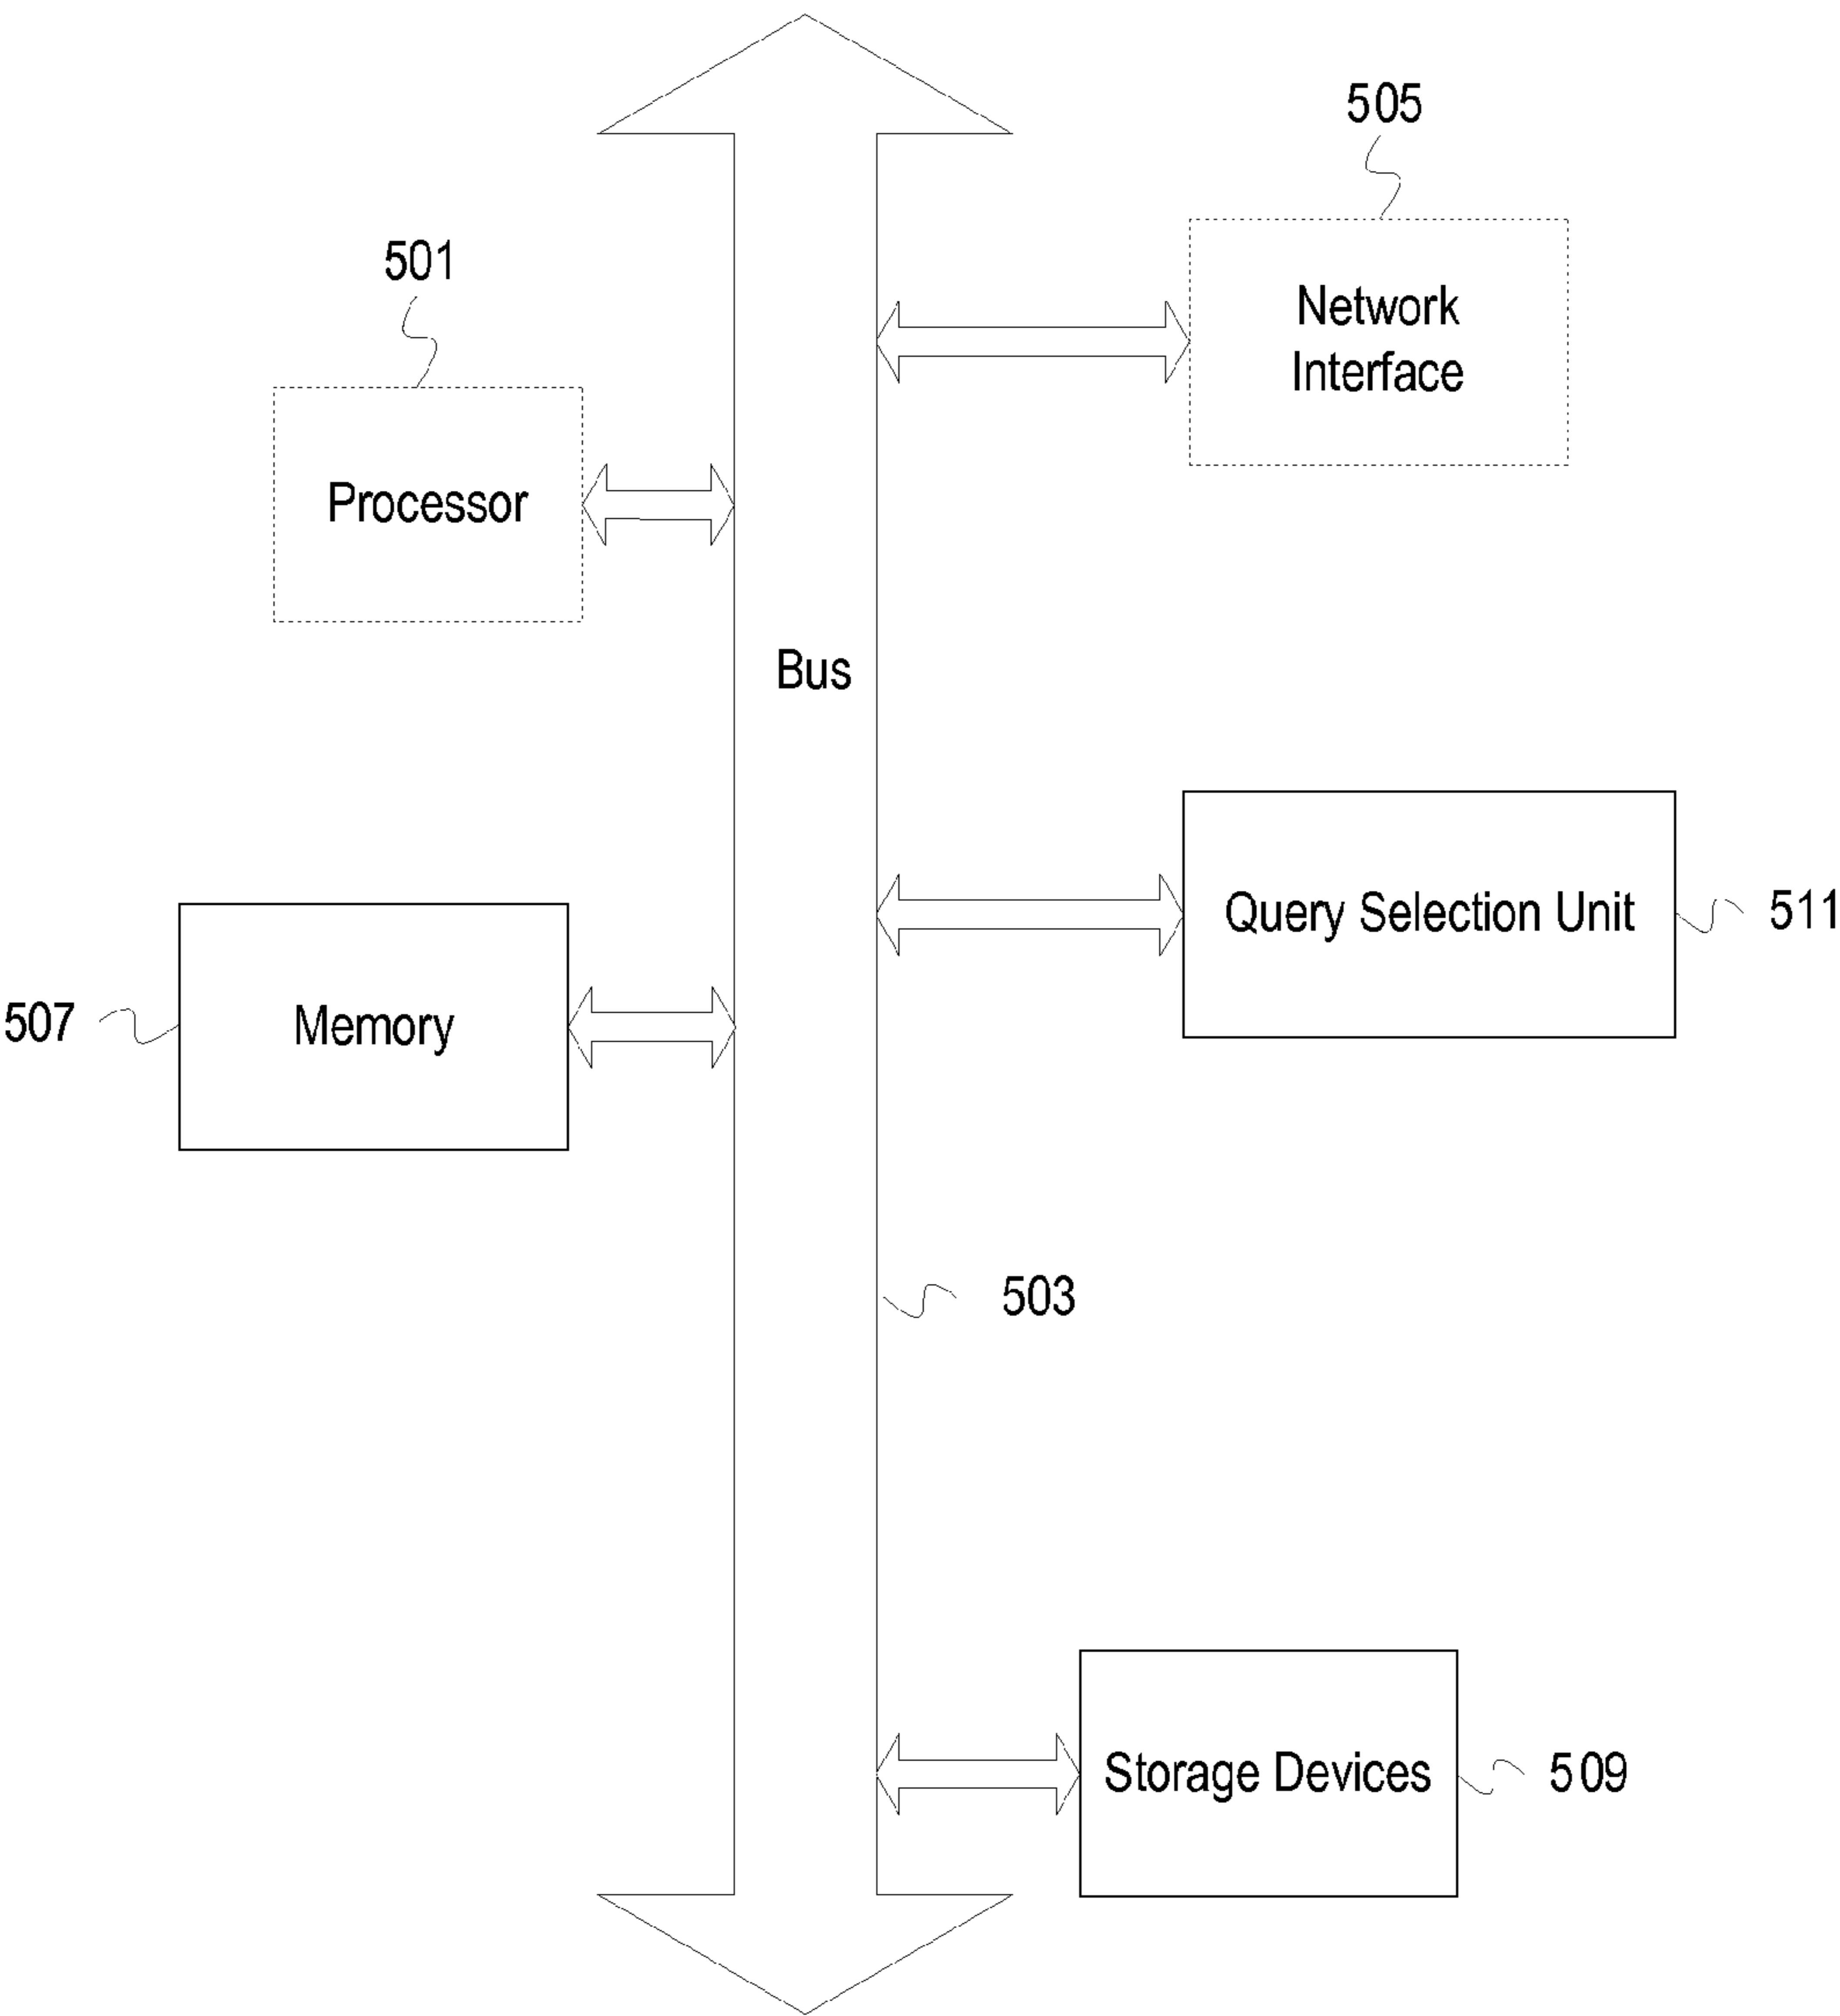 505
Network
Interface
501
Processor
Bus
Query Selection Unit
511
507
Memory
503
Storage Devices
509